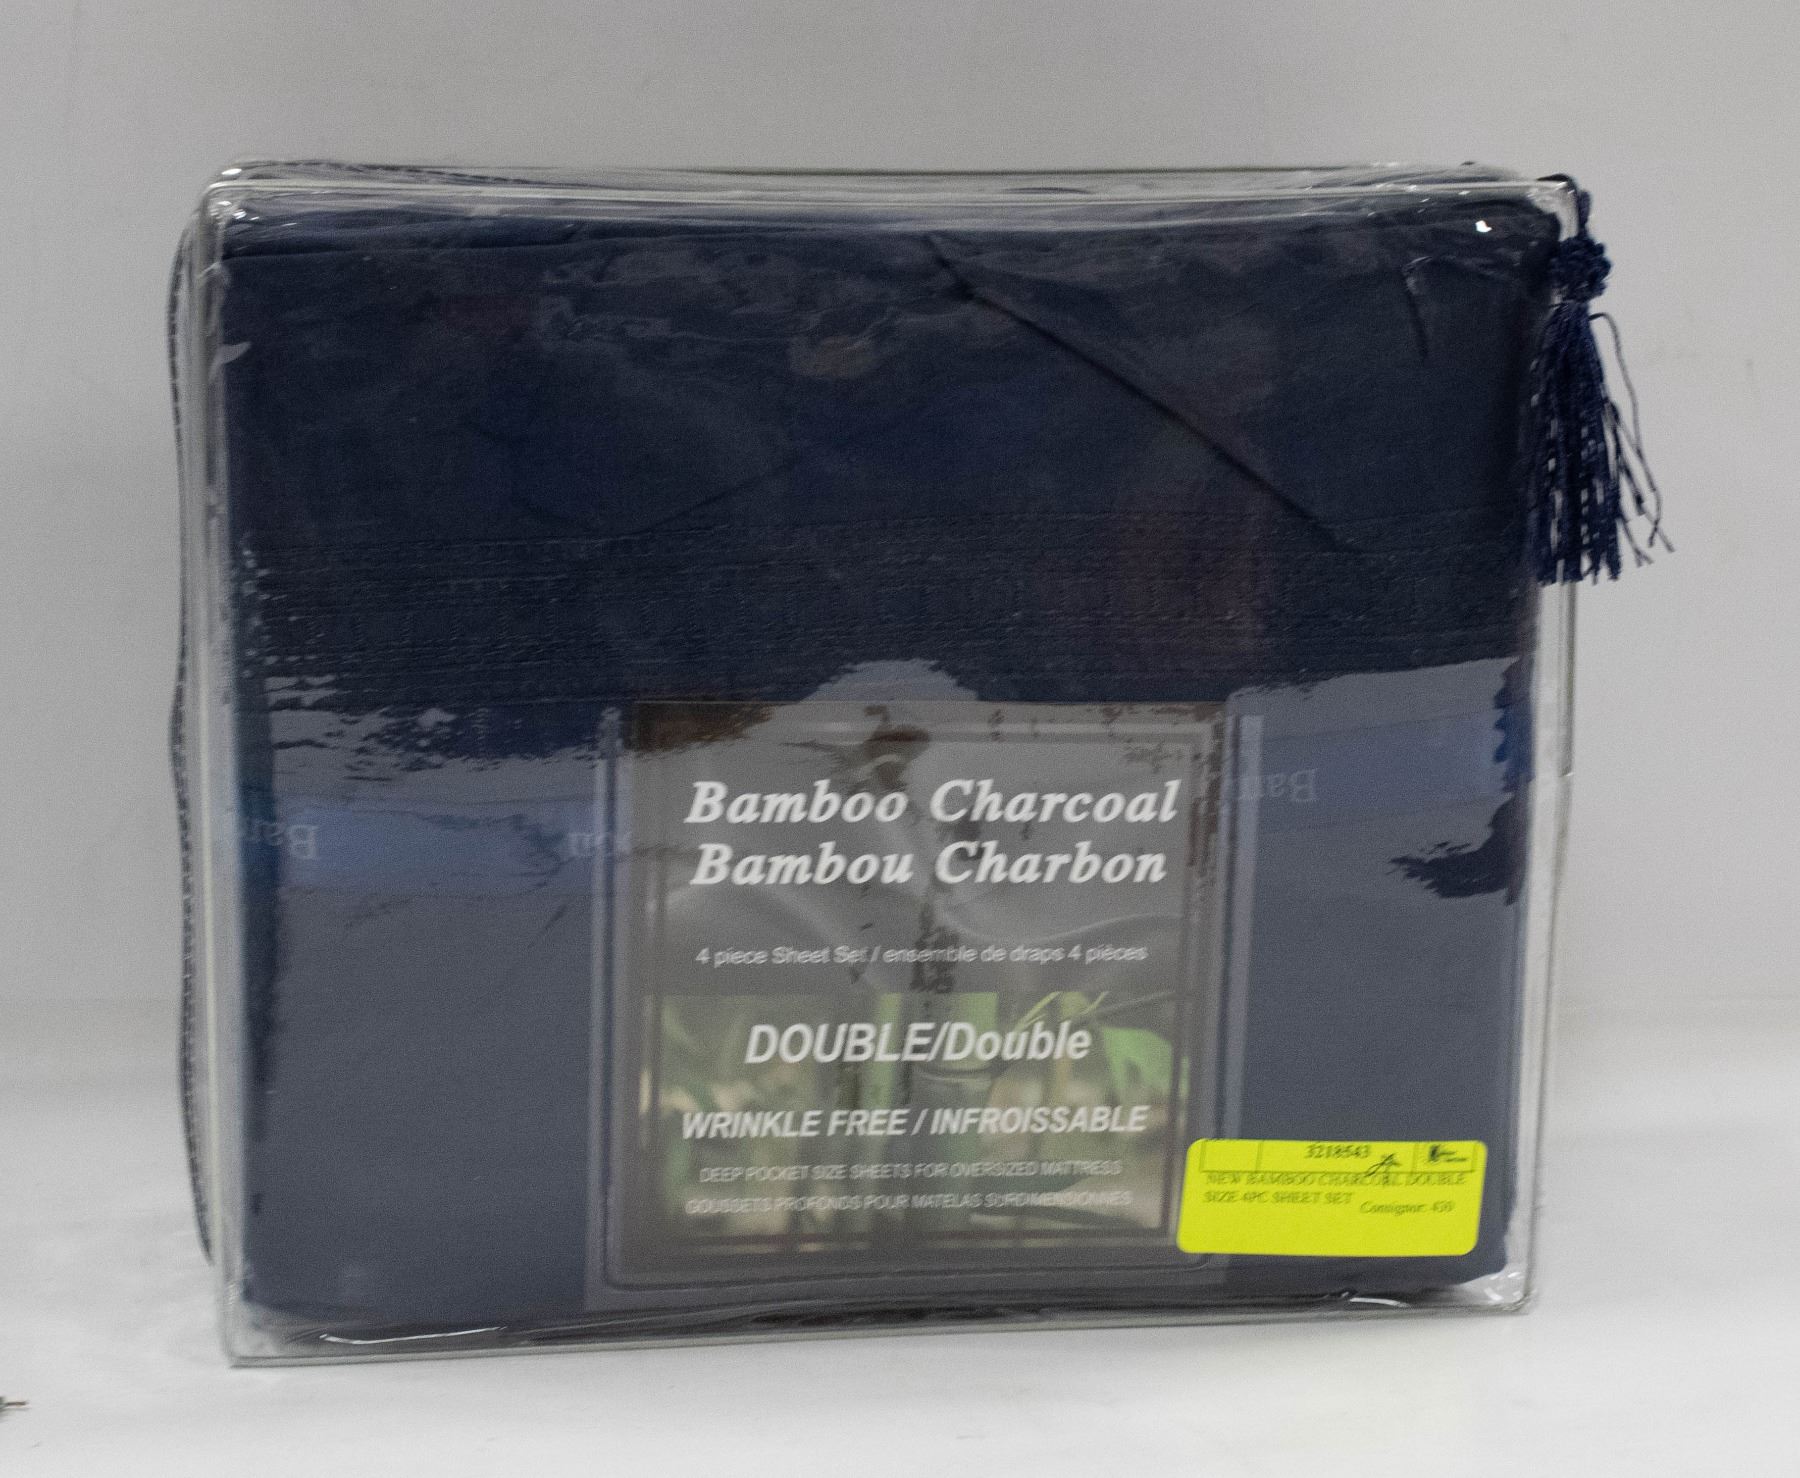 Bamboo Charcoal
Bambou Charbon
4 piece Sheet Set / ensemble de draps 4 pièces
DOUBLE/Double
WRINKLE FREE / INFROISSABLE
DEEP POCKET SIZE SHEETS FOR OVERSIZED MATTRESS
GOUSSETS PROFONDS POUR MATELAS SURDIMENSIONNES
3218543
NEW BAMBOO CHARCOAL DOUBLE
SIZE 4PC SHEET SET
Consignor: 430